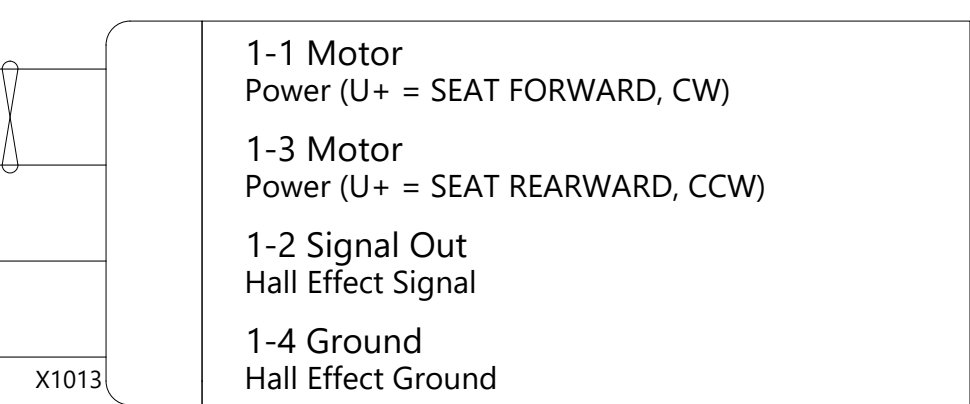 1-1 Motor
Power (U+ = SEAT FORWARD, CW)
1-3 Motor
Power (U+ = SEAT REARWARD, CCW)
1-2 Signal Out
Hall Effect Signal
1-4 Ground
X1013
Hall Effect Ground